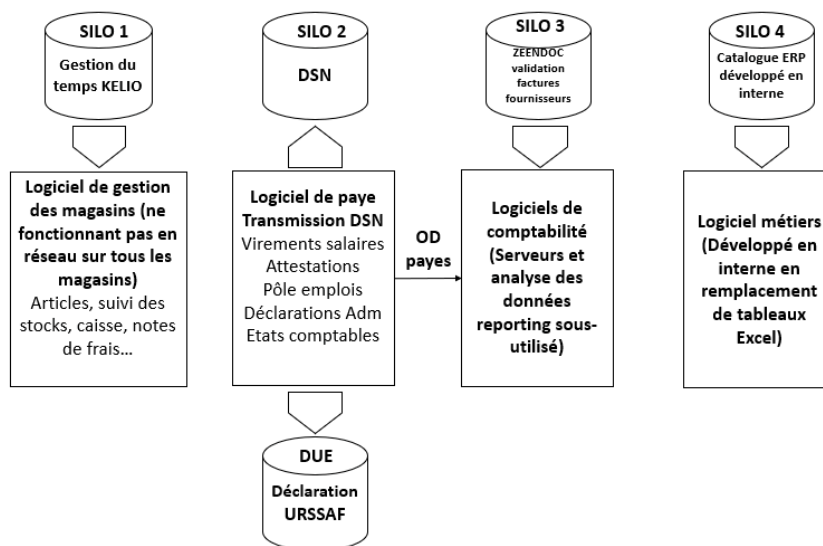 SILO 1
Gestion du
temps KELIO
SILO 2
DSN
SILO 3
ZEENDOC
validation
factures
fournisseurs
SILO 4
Catalogue ERP
développé en
interne
Logiciel de gestion
des magasins (ne
fonctionnant pas en
réseau sur tous les
magasins)
Articles, suivi des
stocks, caisse, notes
de frais…
Logiciel de paye
Transmission DSN
Virements salaires
Attestations
Pôle emplois
Déclarations Adm
Etats comptables
OD
payes
Logiciels de
comptabilité
(Serveurs et
analyse des
données
reporting sous-
utilisé)
Logiciel métiers
(Développé en
interne en
remplacement
de tableaux
Excel)
DUE
Déclaration
URSSAF